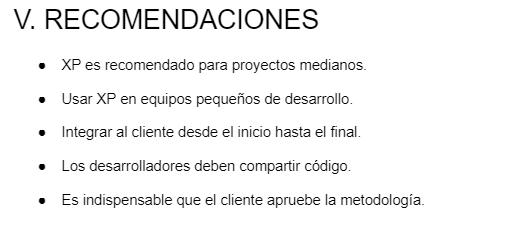 V. RECOMENDACIONES
● XP es recomendado para proyectos medianos.
● Usar XP en equipos pequeños de desarrollo.
● Integrar al cliente desde el inicio hasta el final.
● Los desarrolladores deben compartir código.
● Es indispensable que el cliente apruebe la metodología.